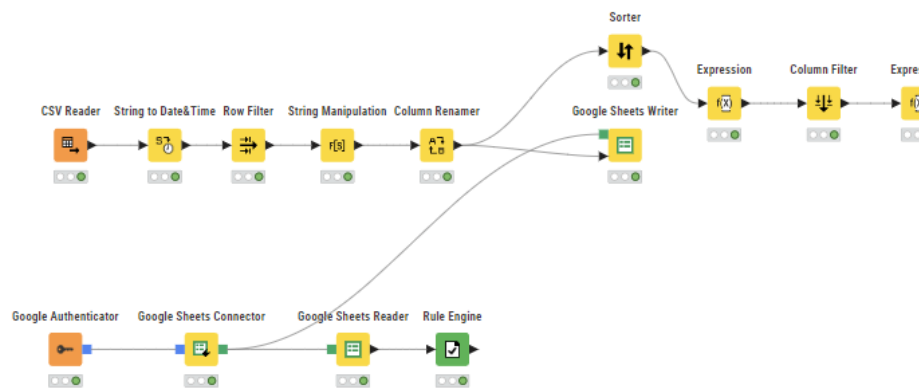 Sorter
Expression
Column Filter
Expres
CSV Reader
String to Date&Time
Row Filter
String Manipulation
Column Renamer
Google Sheets Writer
Google Authenticator
Google Sheets Connector
Google Sheets Reader
Rule Engine